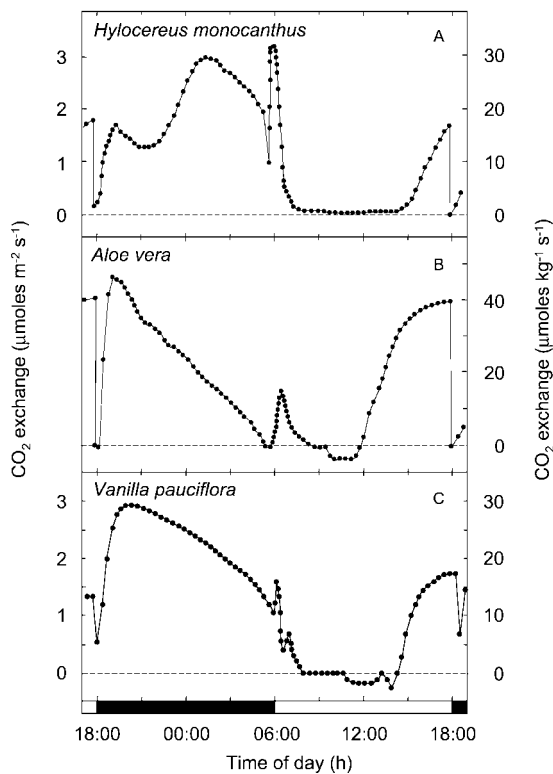 Hylocereus monocanthus
A
3
2
1
0
30
20
10
0
Aloe vera
B
40
20
0
Vanilla pauciflora
C
3
2
1
0
30
20
10
0
CO2 exchange (μmoles m-2 s-1)
CO2 exchange (μmoles kg-1 s-1)
18:00 00:00 06:00 12:00 18:00
Time of day (h)